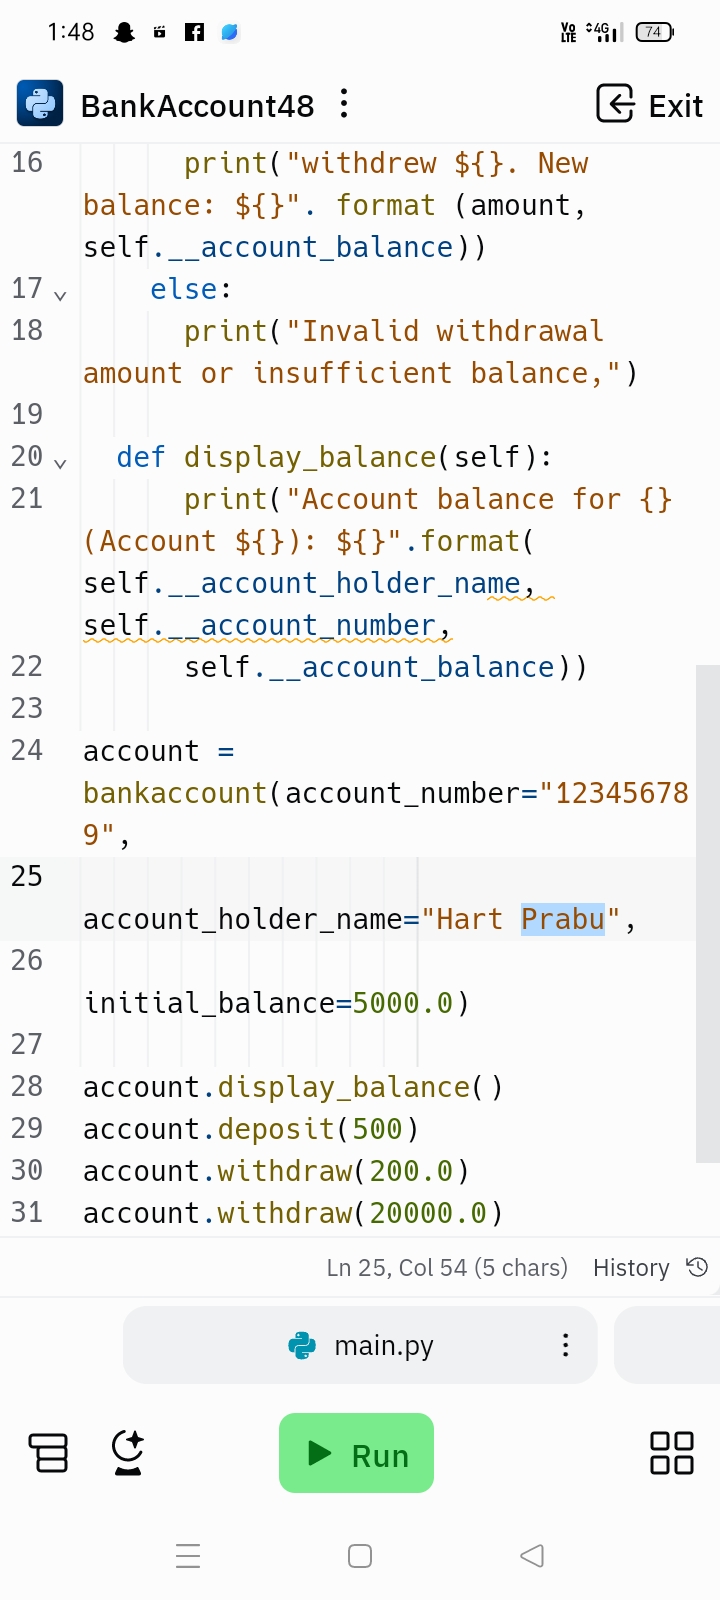 1:48
Vo LTE 4G 74
BankAccount48
Exit
16 print("withdrew ${}. New
balance: ${}". format (amount,
self.__account_balance))
17 else:
18 print("Invalid withdrawal
amount or insufficient balance,")
19
20 def display_balance(self):
21 print("Account balance for {}
(Account ${}): ${}".format(
self.__account_holder_name,
self.__account_number,
22 self.__account_balance))
23
24 account =
bankaccount(account_number="12345678
9",
25
account_holder_name="Hart Prabu",
26
initial_balance=5000.0)
27
28 account.display_balance()
29 account.deposit(500)
30 account.withdraw(200.0)
31 account.withdraw(20000.0)
Ln 25, Col 54 (5 chars) History
main.py
Run